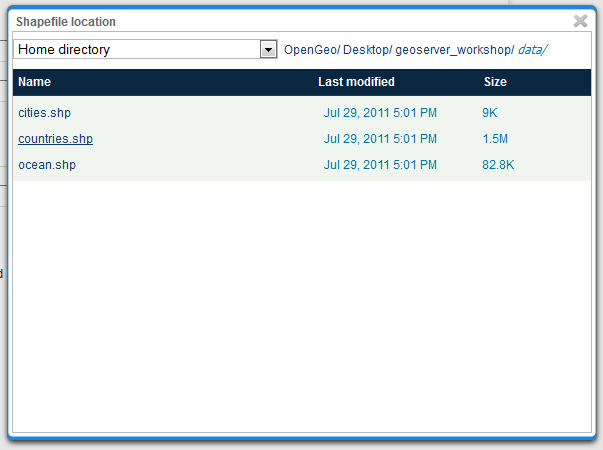 Shapefile location
Home directory OpenGeo/ Desktop/ geoserver_workshop/ data/
Name Last modified Size
cities.shp Jul 29, 2011 5:01 PM 9K
countries.shp Jul 29, 2011 5:01 PM 1.5M
ocean.shp Jul 29, 2011 5:01 PM 82.8K
d